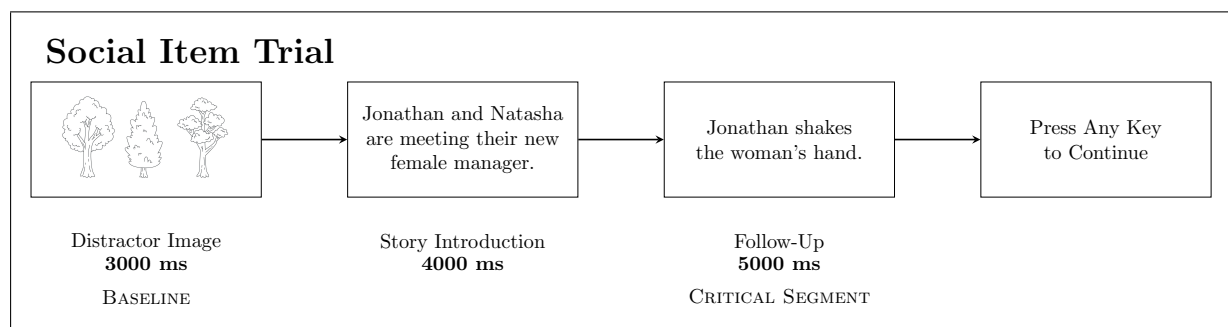 Social Item Trial
Jonathan and Natasha
are meeting their new
female manager.
Jonathan shakes
the woman's hand.
Press Any Key
to Continue
Distractor Image
3000 ms
BASELINE
Story Introduction
4000 ms
Follow-Up
5000 ms
CRITICAL SEGMENT